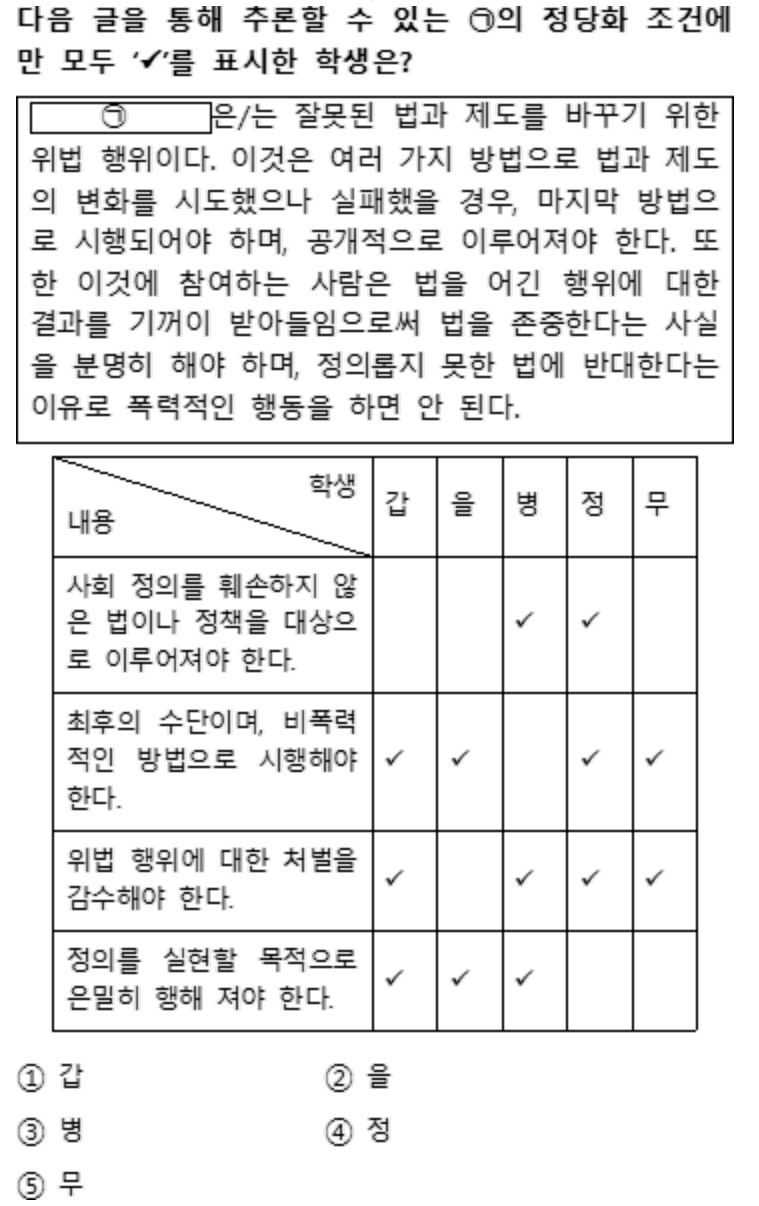 다음 글을 통해 추론할 수 있는 ㉠의 정당화 조건에
만 모두 ‘✓’를 표시한 학생은?
㉠ 은/는 잘못된 법과 제도를 바꾸기 위한
위법 행위이다. 이것은 여러 가지 방법으로 법과 제도
의 변화를 시도했으나 실패했을 경우, 마지막 방법으
로 시행되어야 하며, 공개적으로 이루어져야 한다. 또
한 이것에 참여하는 사람은 법을 어긴 행위에 대한
결과를 기꺼이 받아들임으로써 법을 존중한다는 사실
을 분명히 해야 하며, 정의롭지 못한 법에 반대한다는
이유로 폭력적인 행동을 하면 안 된다.
학생
내용
갑 을 병 정 무
사회 정의를 훼손하지 않
은 법이나 정책을 대상으
로 이루어져야 한다.
✓ ✓
최후의 수단이며, 비폭력
적인 방법으로 시행해야
한다.
✓ ✓ ✓ ✓
위법 행위에 대한 처벌을
감수해야 한다.
✓ ✓ ✓ ✓
정의를 실현할 목적으로
은밀히 행해 져야 한다.
✓ ✓ ✓
① 갑 ② 을
③ 병 ④ 정
⑤ 무